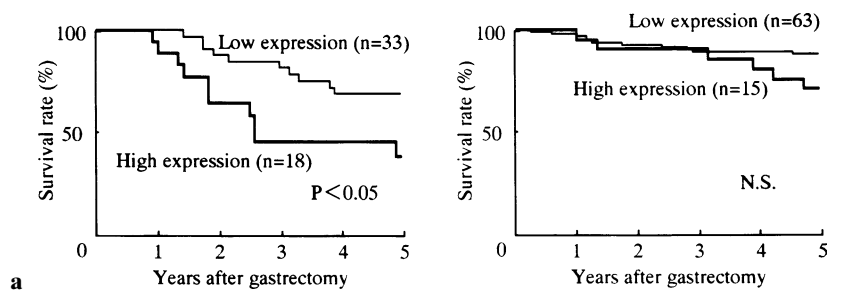 100
Survival rate (%)
50
0
Low expression (n=33)
High expression (n=18)
P<0.05
1 2 3 4 5
Years after gastrectomy
a
100
Survival rate (%)
50
0
Low expression (n=63)
High expression (n=15)
N.S.
1 2 3 4 5
Years after gastrectomy